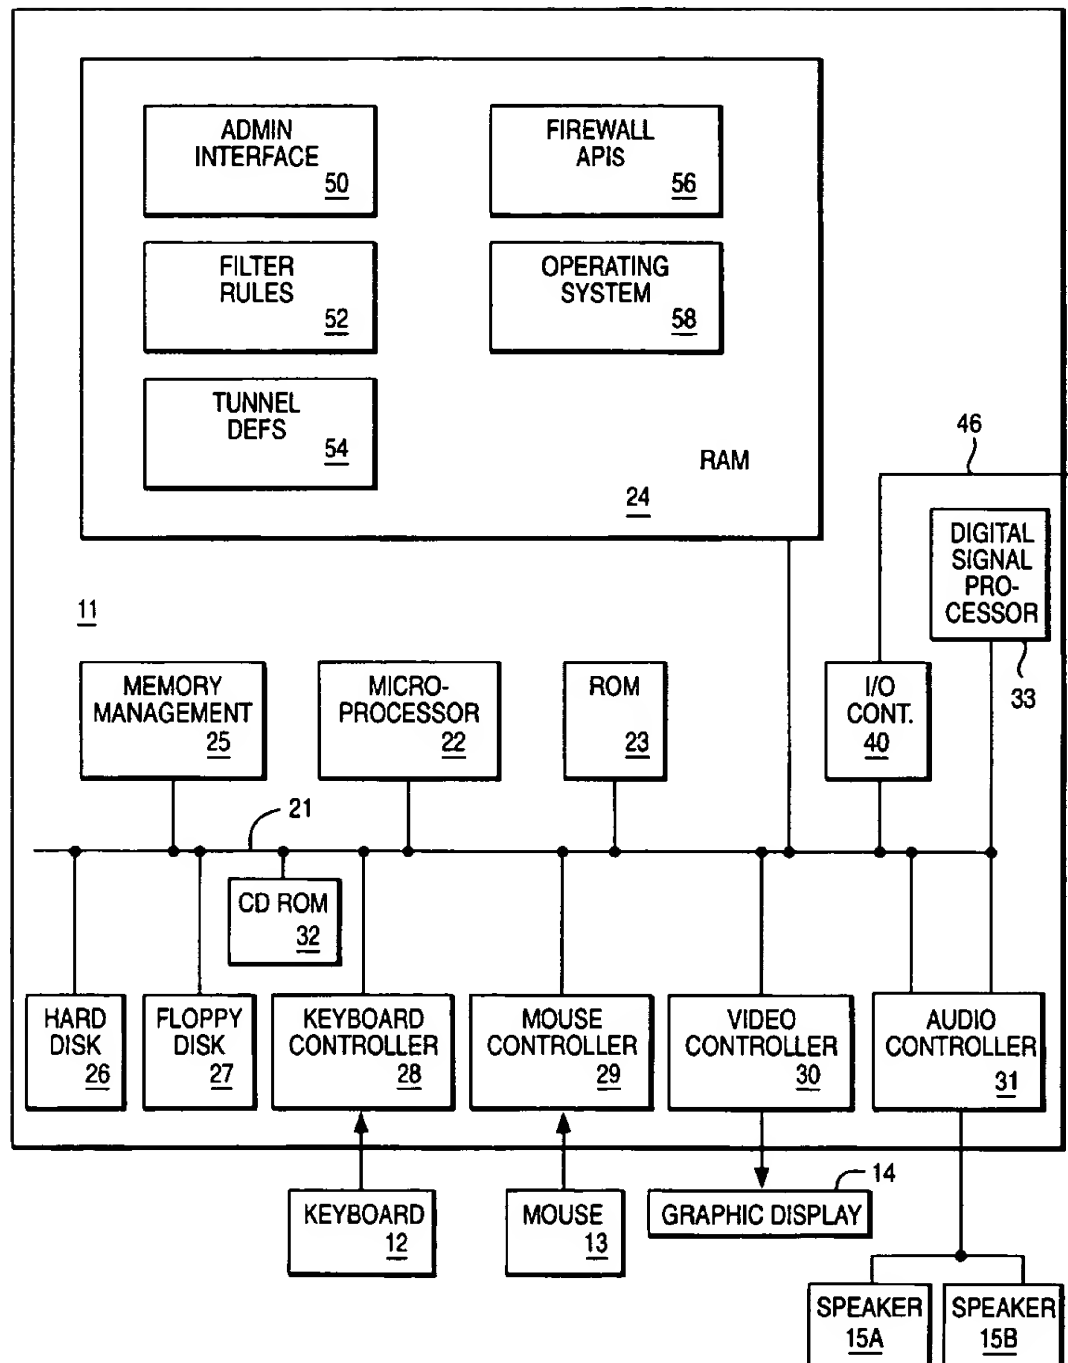 ADMIN
INTERFACE
50
FIREWALL
APIS
56
FILTER
RULES
52
OPERATING
SYSTEM
58
TUNNEL
DEFS
54
RAM
24
46
DIGITAL
SIGNAL
PRO-
CESSOR
33
11
MEMORY
MANAGEMENT
25
MICRO-
PROCESSOR
22
ROM
23
I/O
CONT.
40
21
CD ROM
32
HARD
DISK
26
FLOPPY
DISK
27
KEYBOARD
CONTROLLER
28
MOUSE
CONTROLLER
29
VIDEO
CONTROLLER
30
AUDIO
CONTROLLER
31
KEYBOARD
12
MOUSE
13
14
GRAPHIC DISPLAY
SPEAKER
15A
SPEAKER
15B